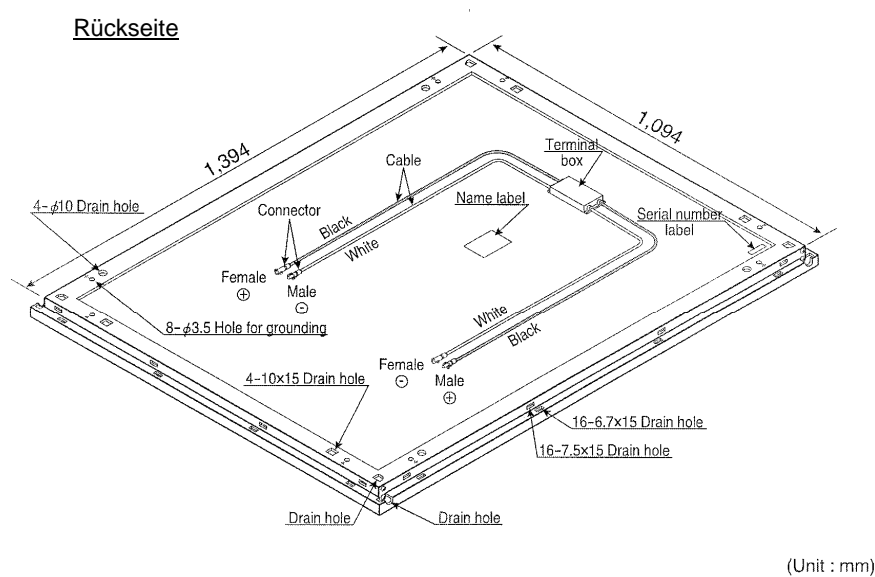 Rückseite
1,394
1,094
Terminal
box
Cable
4-ϕ10 Drain hole
Connector
Black
White
Name label
Serial number
label
Female
⊕
Male
⊖
8-ϕ3.5 Hole for grounding
White
Black
Female
⊖
Male
⊕
4-10×15 Drain hole
16-6.7×15 Drain hole
16-7.5×15 Drain hole
Drain hole
Drain hole
(Unit : mm)